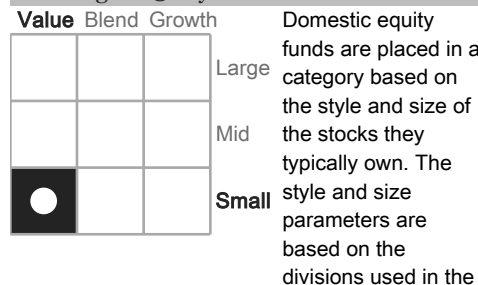 Value Blend Growth
Large
Mid
Small
Domestic equity
funds are placed in a
category based on
the style and size of
the stocks they
typically own. The
style and size
parameters are
based on the
divisions used in the